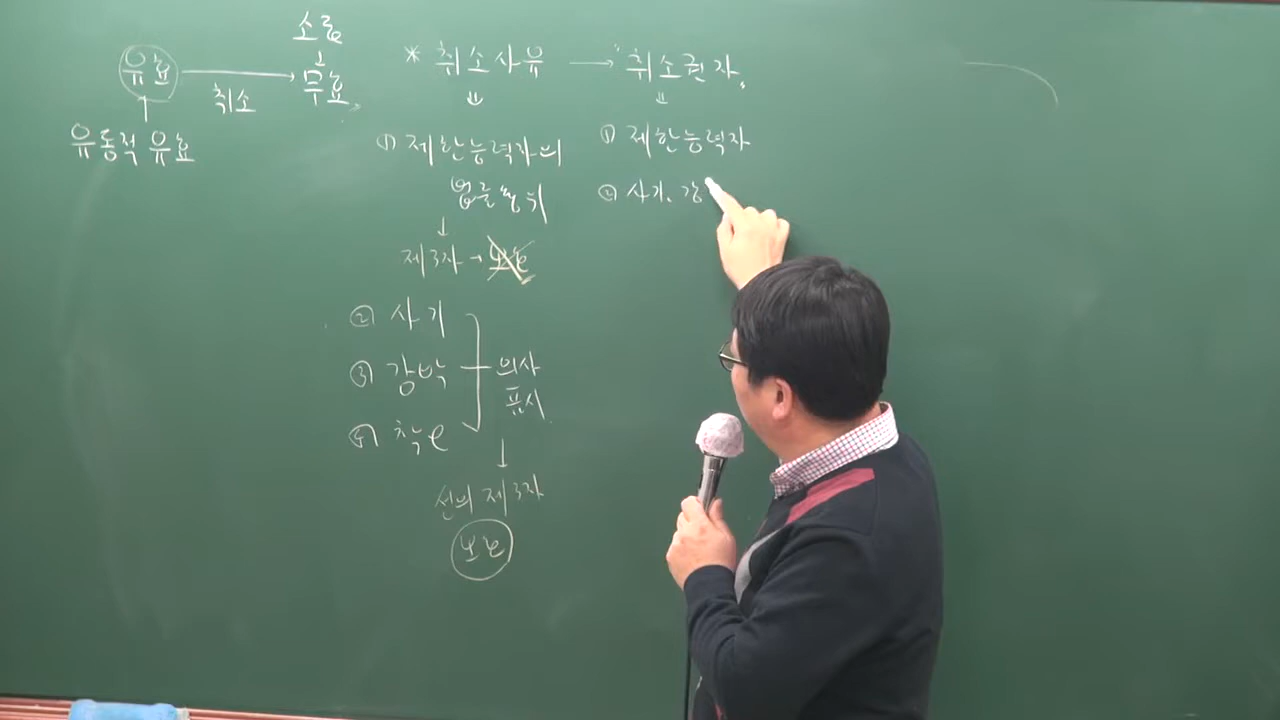 소급
↓
유효 → 무효
취소
↑
유동적 유효
* 취소사유 → 취소권자
⇓ ⇓
① 제한능력자의
법률행위
↓
제3자 → 보호
② 사기
③ 강박
④ 착오
의사
표시
↓
선의 제3자
보호
① 제한능력자
② 사기. 강